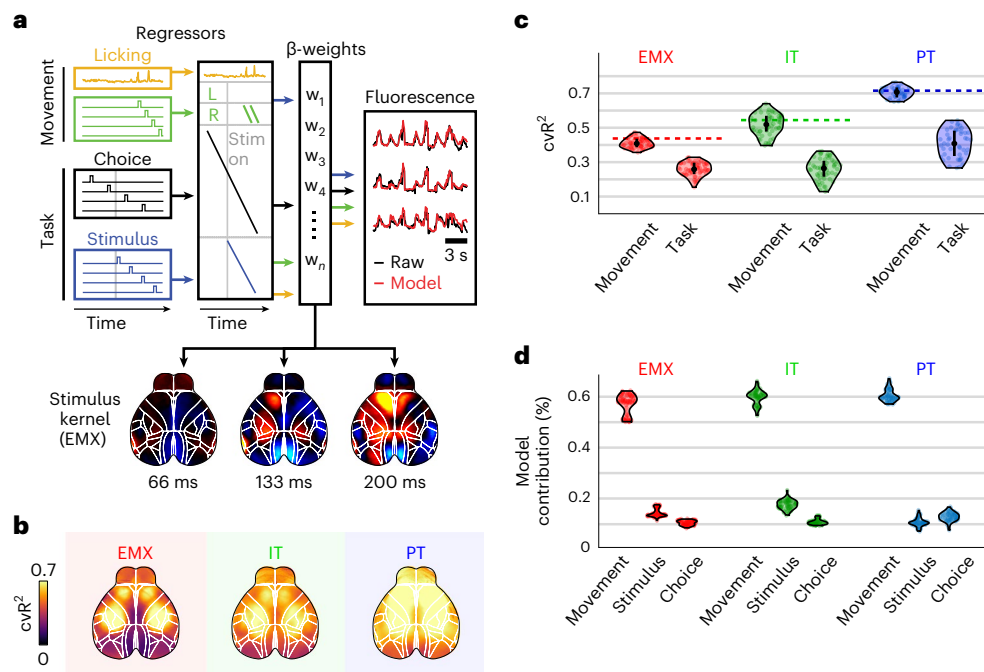 a
Regressors
Licking
Movement
Choice
Task
Stimulus
Time
L
R
Stim
on
Time
β-weights
w1
w2
w3
w4
wn
Fluorescence
3 s
Raw
Model
Stimulus
kernel
(EMX)
66 ms
133 ms
200 ms
b
EMX
IT
PT
0.7
cvR²
0
c
EMX
IT
PT
cvR²
0.7
0.5
0.3
0.1
Movement
Task
Movement
Task
Movement
Task
d
EMX
IT
PT
Model
contribution (%)
0.6
0.4
0.2
0
Movement
Stimulus
Choice
Movement
Stimulus
Choice
Movement
Stimulus
Choice